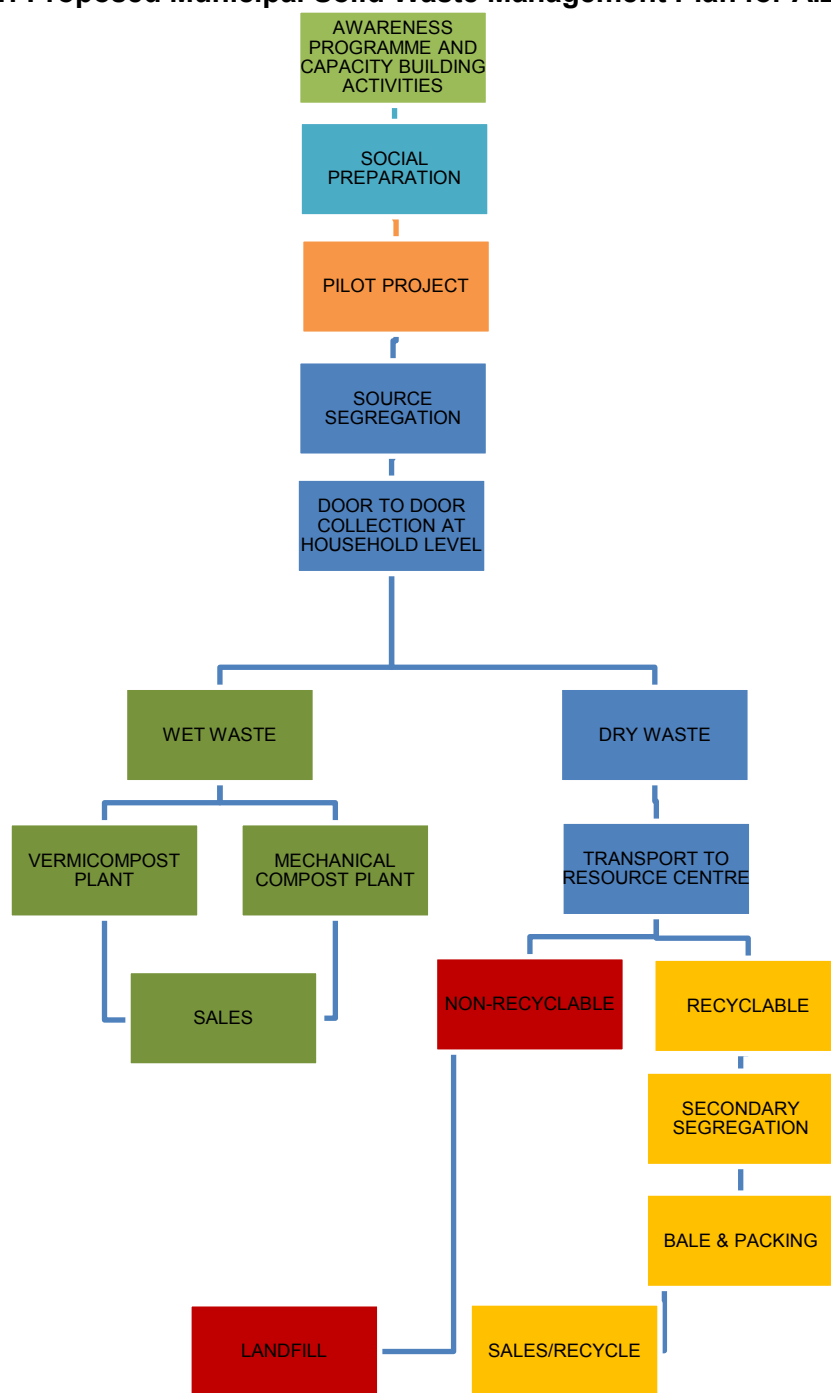 Proposed Municipal Solid Waste Management Plan for
AWARENESS
PROGRAMME AND
CAPACITY BUILDING
ACTIVITIES
SOCIAL
PREPARATION
PILOT PROJECT
SOURCE
SEGREGATION
DOOR TO DOOR
COLLECTION AT
HOUSEHOLD LEVEL
WET WASTE
DRY WASTE
VERMICOMPOST
PLANT
MECHANICAL
COMPOST PLANT
TRANSPORT TO
RESOURCE CENTRE
SALES
NON-RECYCLABLE
RECYCLABLE
SECONDARY
SEGREGATION
BALE & PACKING
LANDFILL
SALES/RECYCLE